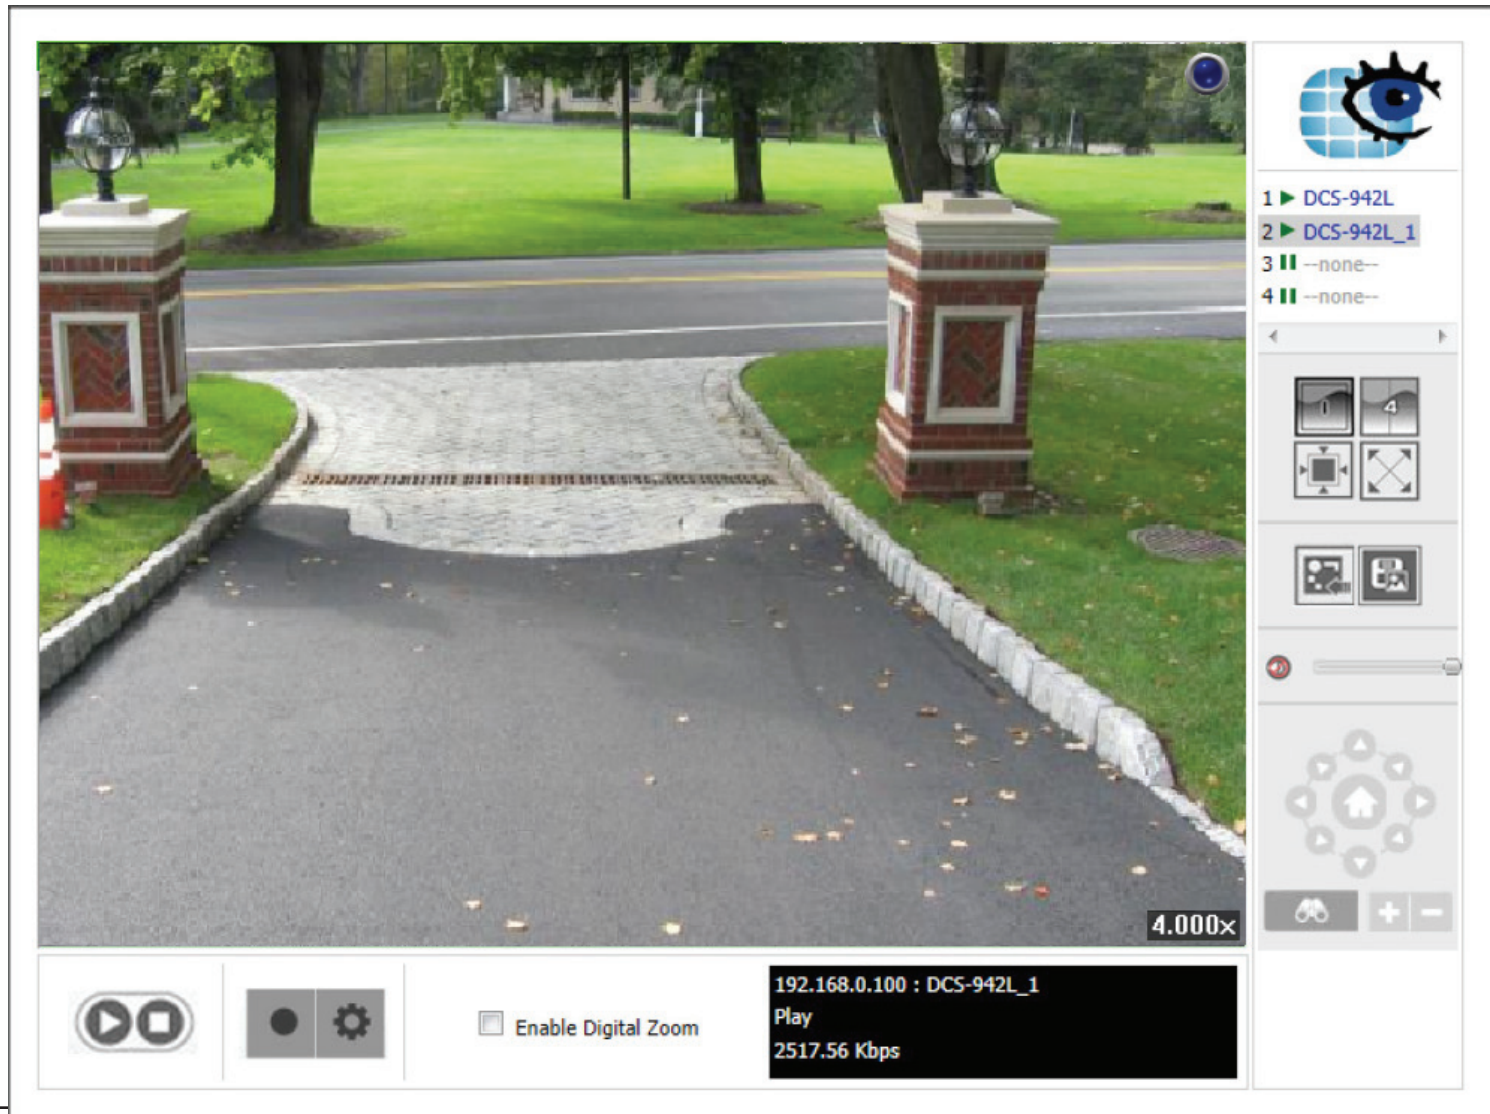 1 DCS-942L
2 DCS-942L_1
3 --none--
4 --none--
1 4
4.000x
Enable Digital Zoom
192.168.0.100 : DCS-942L_1
Play
2517.56 Kbps